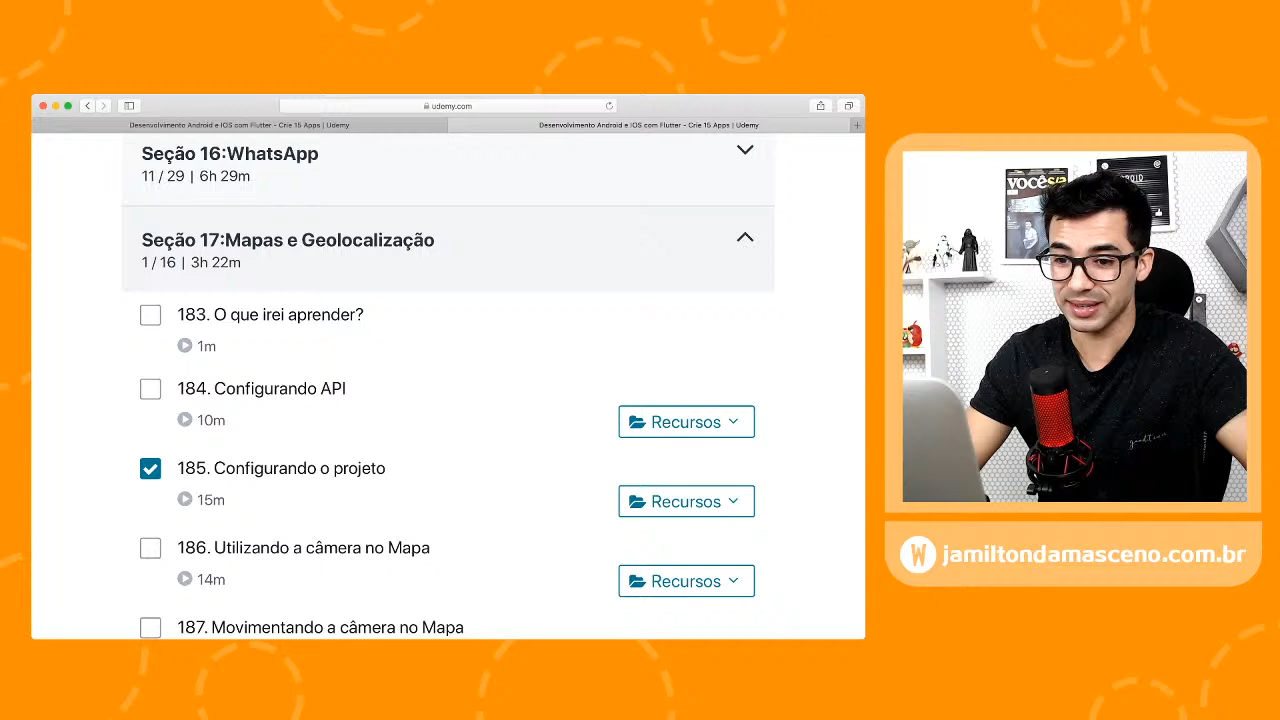 udemy.com
Desenvolvimento Android e IOS com Flutter - Crie 15 Apps | Udemy
Desenvolvimento Android e IOS com Flutter - Crie 15 Apps | Udemy
Seção 16:WhatsApp
11 / 29 | 6h 29m
Seção 17:Mapas e Geolocalização
1 / 16 | 3h 22m
183. O que irei aprender?
1m
184. Configurando API
10m
Recursos
185. Configurando o projeto
15m
Recursos
186. Utilizando a câmera no Mapa
14m
Recursos
187. Movimentando a câmera no Mapa
VOCÊ S/A
W jamiltondamasceno.com.br